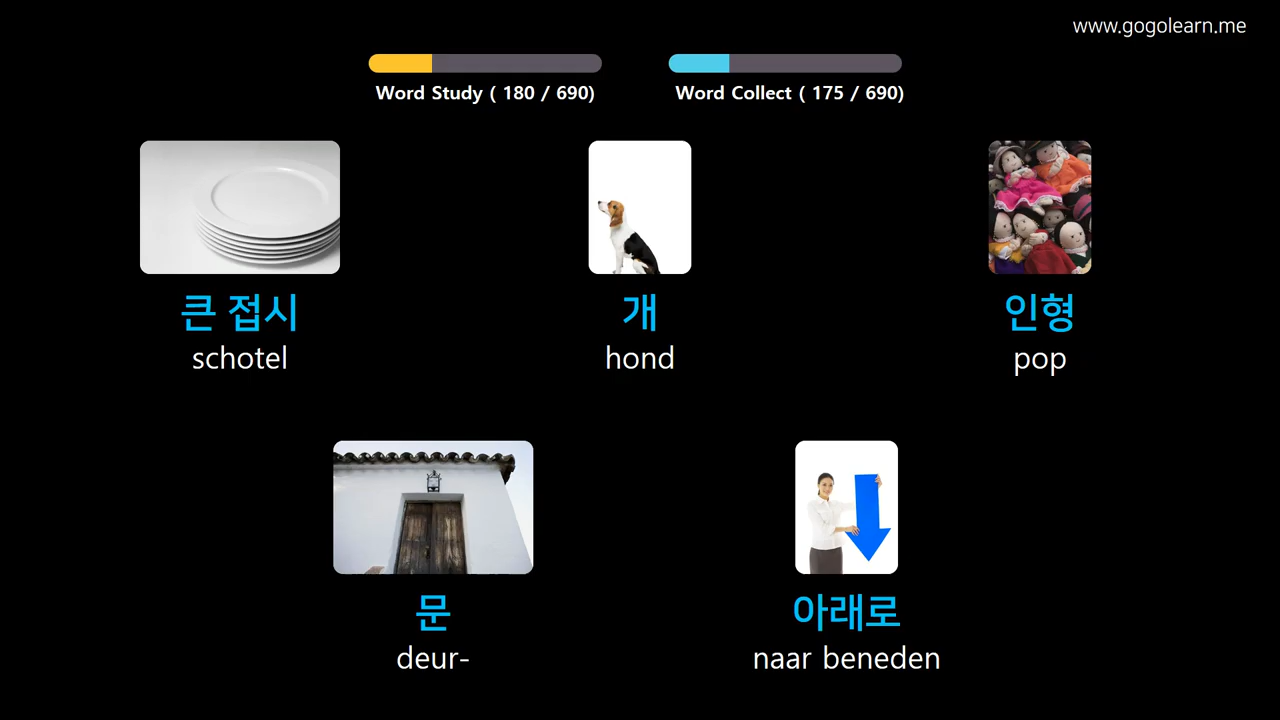 www.gogolearn.me
Word Study ( 180 / 690)
Word Collect ( 175 / 690)
큰 접시
schotel
개
hond
인형
pop
문
deur-
아래로
naar beneden